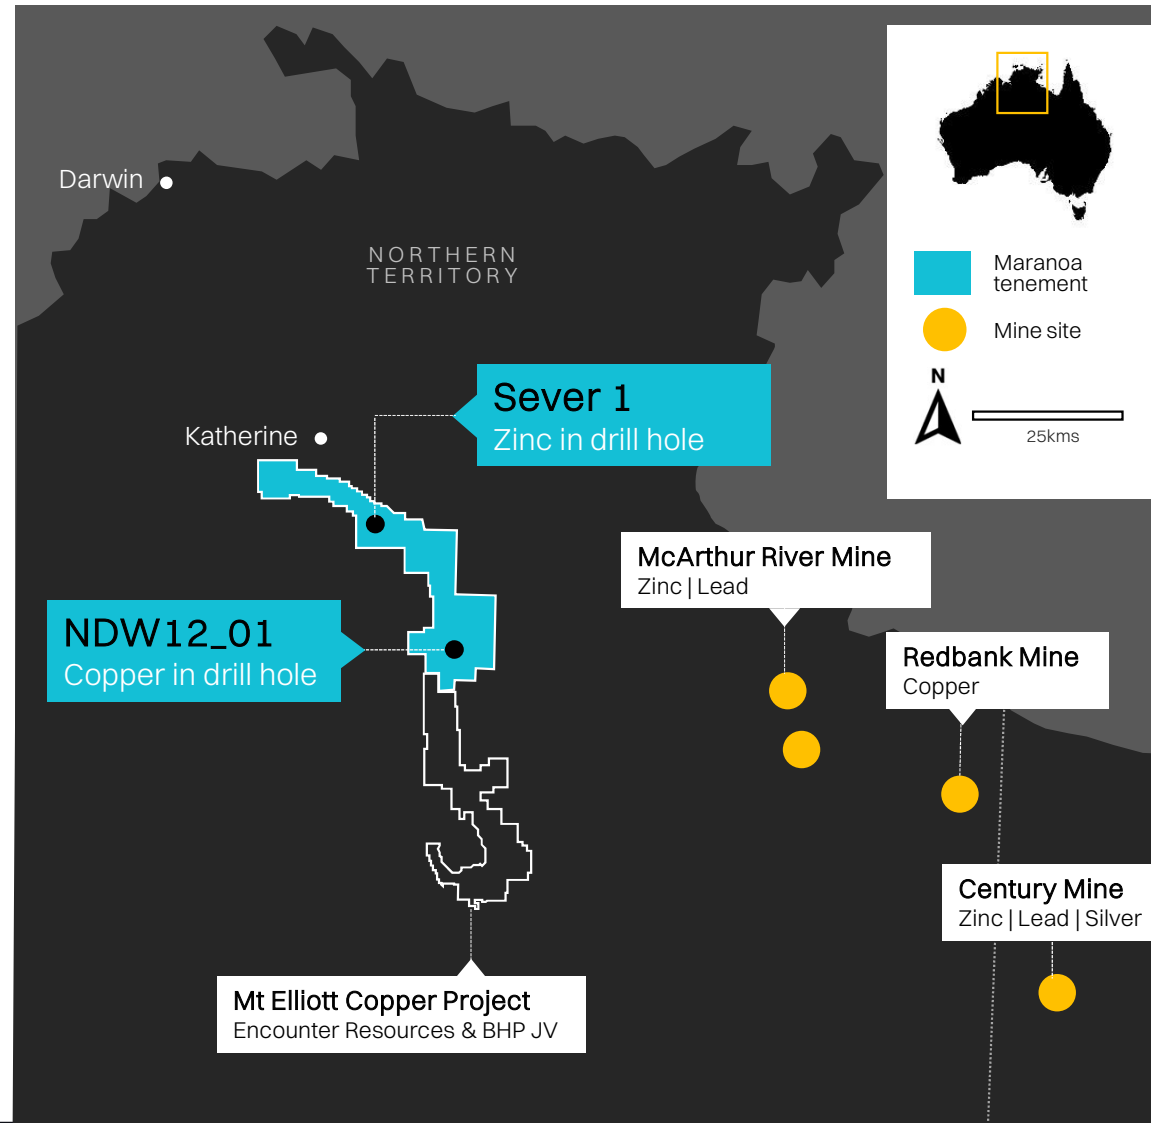 Darwin
NORTHERN
TERRITORY
Maranoa
tenement
Mine site
N
25kms
Sever 1
Zinc in drill hole
Katherine
McArthur River Mine
Zinc | Lead
NDW12_01
Copper in drill hole
Redbank Mine
Copper
Century Mine
Zinc | Lead | Silver
Mt Elliott Copper Project
Encounter Resources & BHP JV